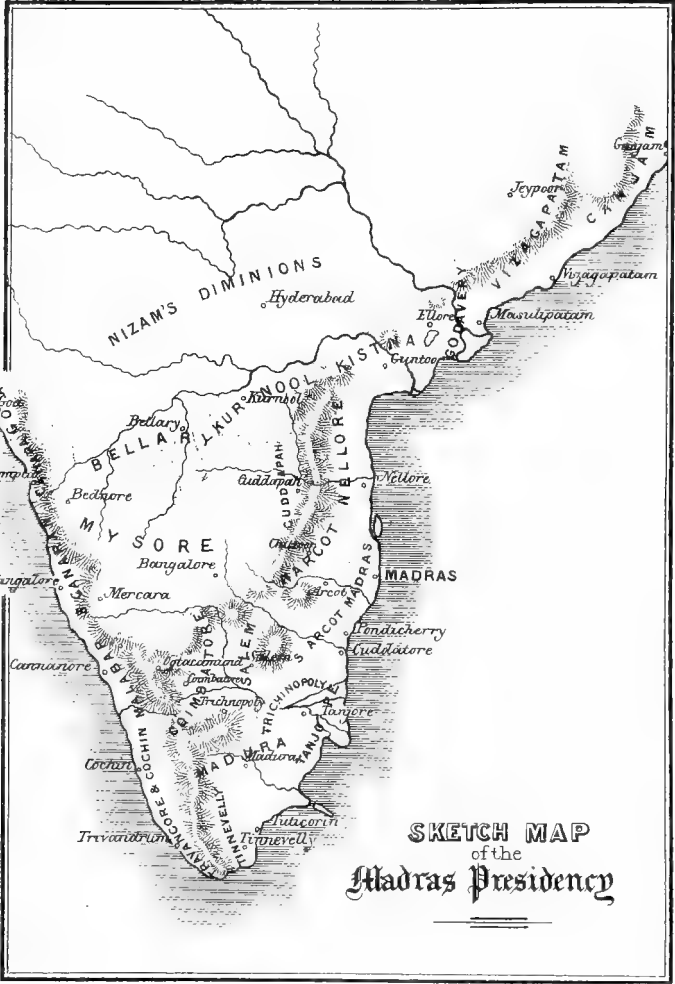 Ganjam
GANJAM
Jeypoor
VIZAGAPATAM
Vizagapatam
NIZAM'S DIMINIONS
Hyderabad
Ellore
GODAVERY
Masulipatam
KISTNA
Guntoor
KURNOOL
Kurnool
Bellary
BELLARY
NELLORE
CUDDAPAH
Cuddapah
Nellore
Bednore
MYSORE
Bangalore
N ARCOT
Arcot
MADRAS
MADRAS
Mercara
S ARCOT
Pondicherry
Cuddalore
Cannanore
MALABAR
Ootacamund
Coimbatore
COIMBATORE
SALEM
Salem
Trichnopoly
TRICHINOPOLY
Tanjore
TANJORE
MADURA
Madura
Cochin
TRAVANCORE & COCHIN
TINNEVELLY
Tuticorin
Trivandrum
Tinnevelly
SKETCH MAP
of the
Madras Presidency